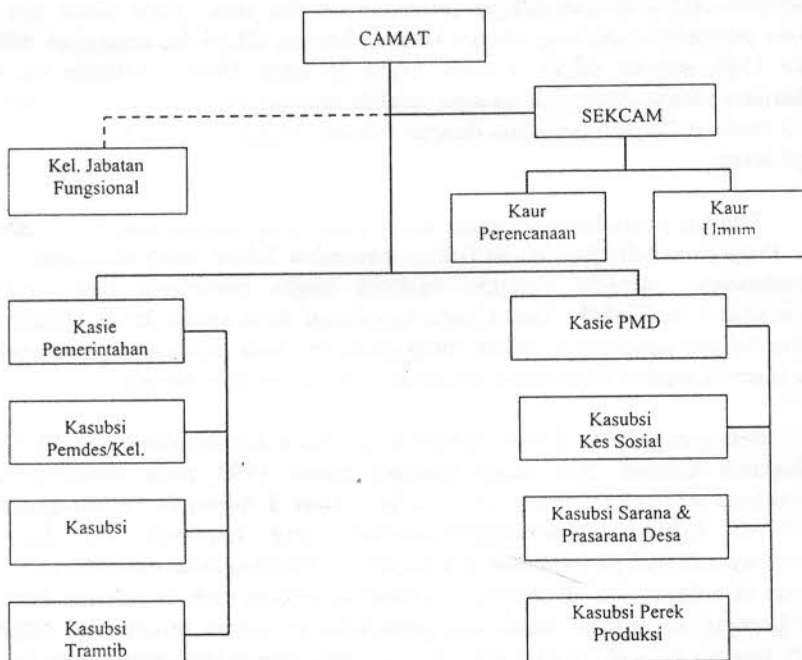 CAMAT
SEKCAM
Kel. Jabatan
Fungsional
Kaur
Perencanaan
Kaur
Umum
Kasie
Pemerintahan
Kasie PMD
Kasubsi
Pemdes/Kel.
Kasubsi
Kes Sosial
Kasubsi
Kasubsi Sarana &
Prasarana Desa
Kasubsi
Tramtib
Kasubsi Perek
Produksi